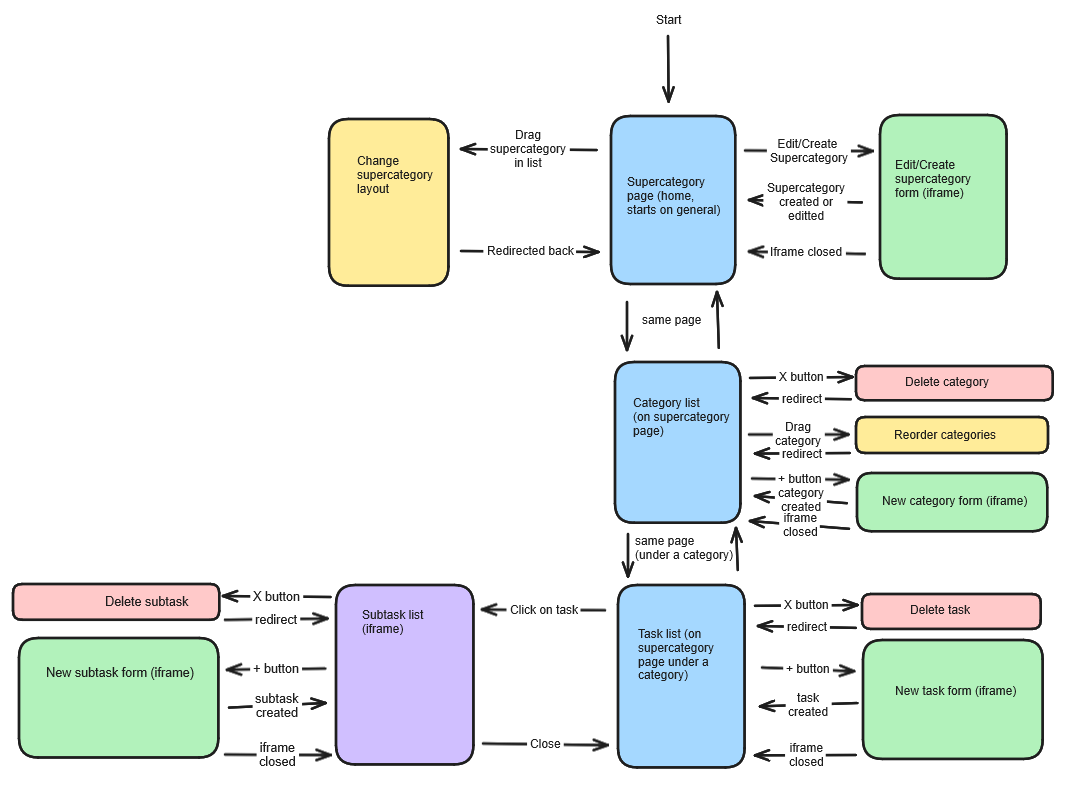 Start
Change
supercategory
layout
Drag
supercategory
in list
Redirected back
Supercategory
page (home,
starts on general)
Edit/Create
Supercategory
Supercategory
created or
editted
Iframe closed
Edit/Create
supercategory
form (iframe)
same page
Category list
(on supercategory
page)
X button
redirect
Delete category
Drag
category
redirect
Reorder categories
+ button
category
created
iframe
closed
New category form (iframe)
same page
(under a category)
Delete subtask
X button
redirect
New subtask form (iframe)
+ button
subtask
created
iframe
closed
Subtask list
(iframe)
Click on task
Close
Task list (on
supercategory
page under a
category)
X button
redirect
Delete task
+ button
task
created
iframe
closed
New task form (iframe)